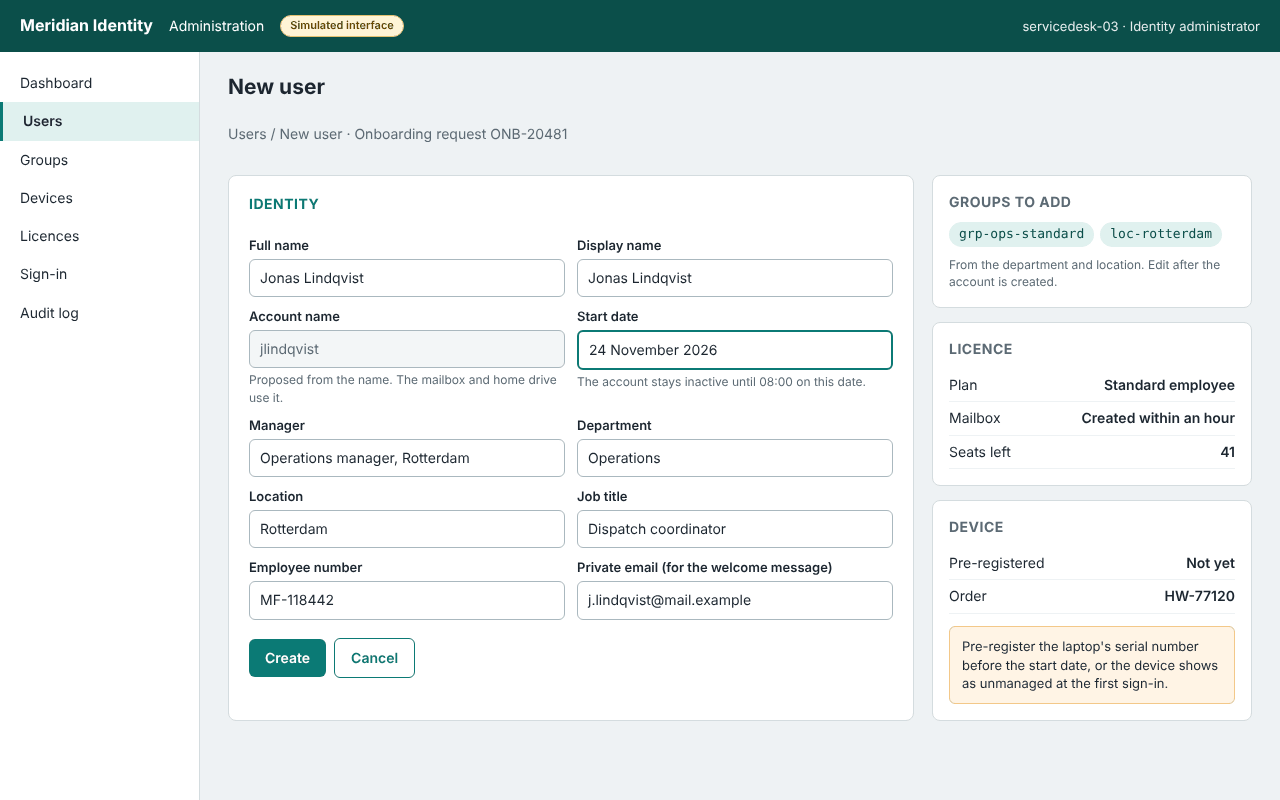 Meridian Identity Administration Simulated interface servicedesk-03 · Identity administrator
Dashboard
Users
Groups
Devices
Licences
Sign-in
Audit log
New user
Users / New user · Onboarding request ONB-20481
IDENTITY
Full name Display name
Jonas Lindqvist Jonas Lindqvist
Account name Start date
jlindqvist 24 November 2026
Proposed from the name. The mailbox and home drive
use it.
The account stays inactive until 08:00 on this date.
Manager Department
Operations manager, Rotterdam Operations
Location Job title
Rotterdam Dispatch coordinator
Employee number Private email (for the welcome message)
MF-118442 j.lindqvist@mail.example
Create Cancel
GROUPS TO ADD
grp-ops-standard loc-rotterdam
From the department and location. Edit after the
account is created.
LICENCE
Plan Standard employee
Mailbox Created within an hour
Seats left 41
DEVICE
Pre-registered Not yet
Order HW-77120
Pre-register the laptop's serial number
before the start date, or the device shows
as unmanaged at the first sign-in.